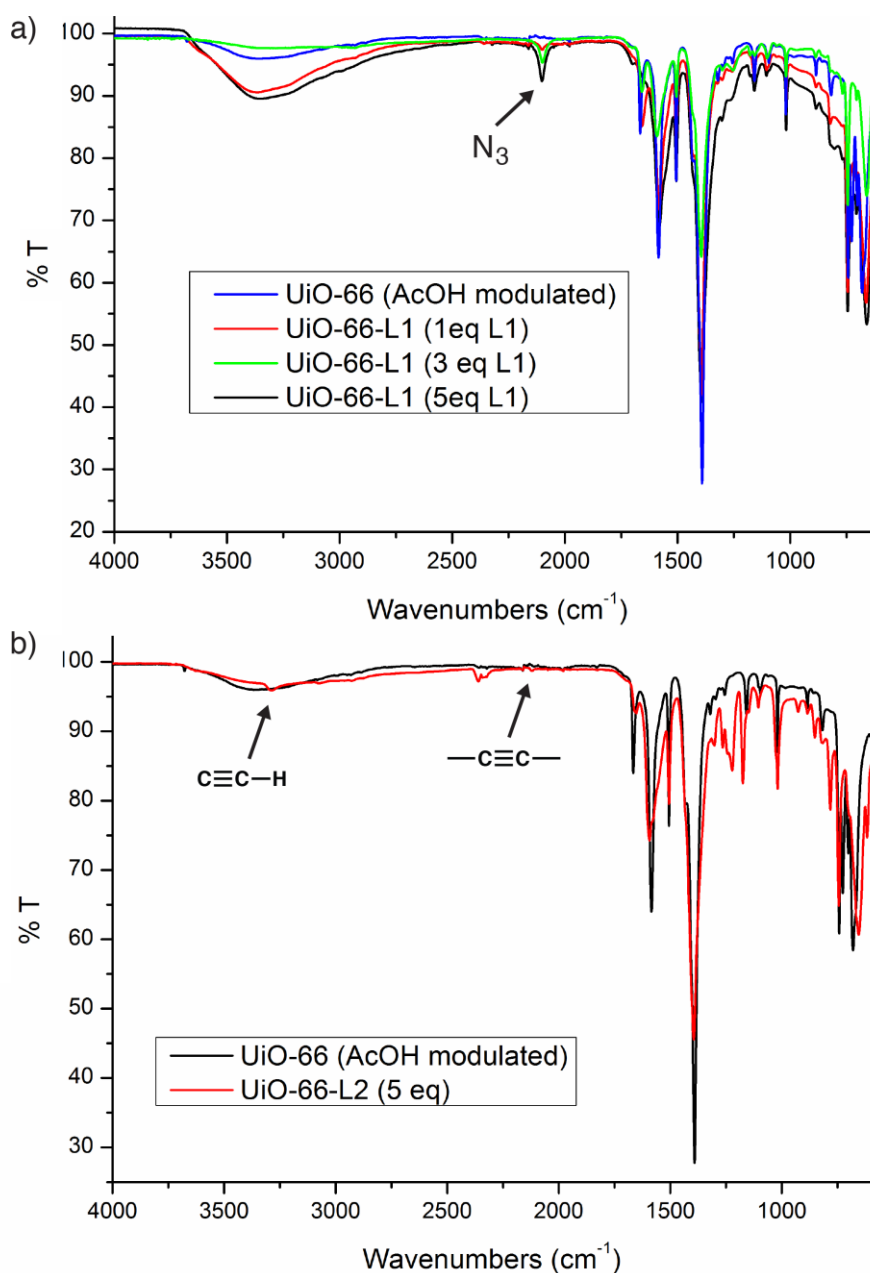 a)
100
90
80
70
60
50
40
30
20
% T
N3
UiO-66 (AcOH modulated)
UiO-66-L1 (1eq L1)
UiO-66-L1 (3 eq L1)
UiO-66-L1 (5eq L1)
4000 3500 3000 2500 2000 1500 1000
Wavenumbers (cm-1)
b)
100
90
80
70
60
50
40
30
% T
C≡C—H
—C≡C—
UiO-66 (AcOH modulated)
UiO-66-L2 (5 eq)
4000 3500 3000 2500 2000 1500 1000
Wavenumbers (cm-1)